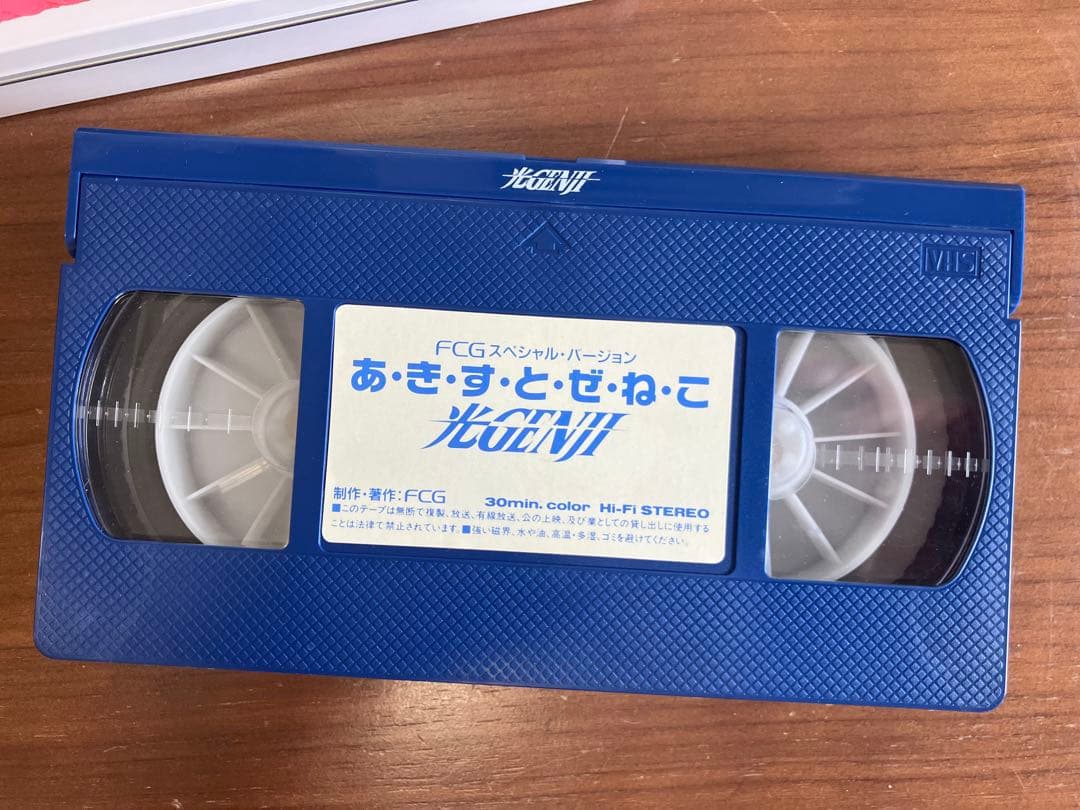 光GENJI
VHS
FCGスペシャル・バージョン
あ・き・す・と・ぜ・ね・こ
光GENJI
制作・著作:FCG 30min. color Hi-Fi STEREO
■このテープは無断で複製、放送、有線放送、公の上映、及び業としての貸し出しに使用する
ことは法律て禁止されています。■強い磁界、水や油、高温・多湿、ゴミを避けてください。